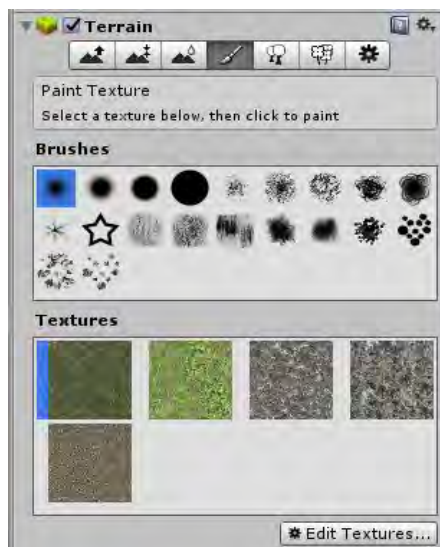 Terrain
Paint Texture
Select a texture below, then click to paint
Brushes
Textures
Edit Textures...